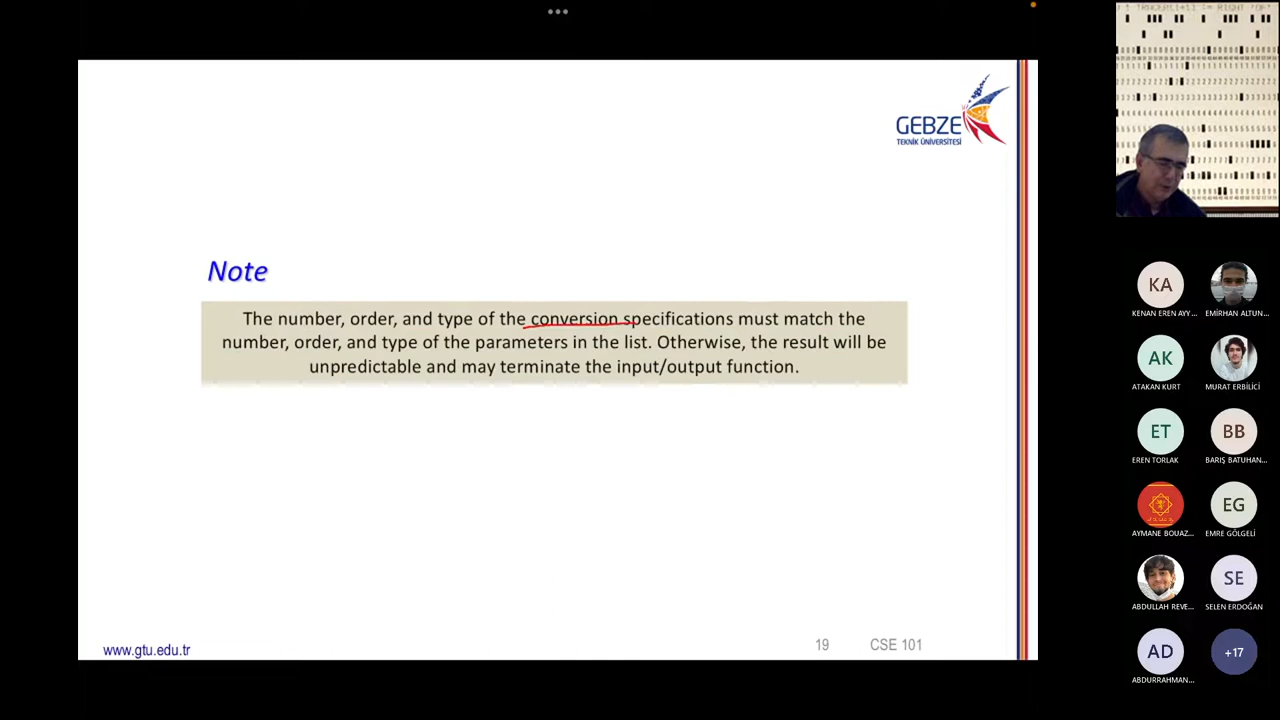 GEBZE
TEKNİK ÜNİVERSİTESİ
Note
The number, order, and type of the conversion specifications must match the
number, order, and type of the parameters in the list. Otherwise, the result will be
unpredictable and may terminate the input/output function.
www.gtu.edu.tr
19
CSE 101
KA
KENAN EREN AYY...
EMİRHAN ALTUN...
AK
ATAKAN KURT
MURAT ERBİLİCİ
ET
EREN TORLAK
BB
BARIŞ BATUHAN...
AYMANE BOUAZ...
EG
EMRE GÖLGELİ
ABDULLAH REVE...
SE
SELEN ERDOĞAN
AD
ABDURRAHMAN...
+17